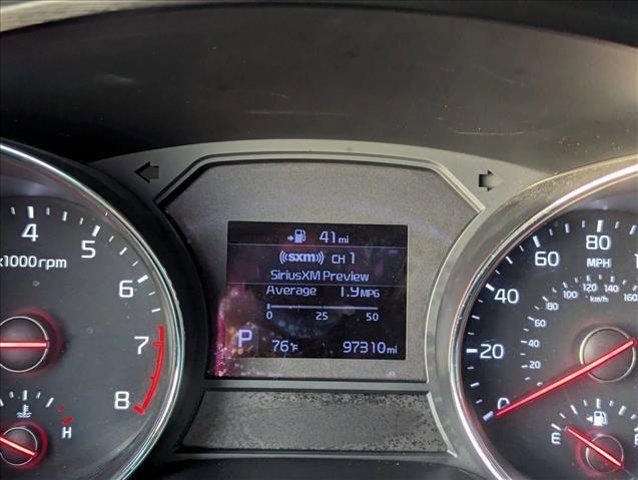 41 mi
((sxm)) CH 1
SiriusXM Preview
Average 1.9 MPG
0 25 50
P 76°F 97310 mi
4 5 6 7 8
x1000 rpm
H
0 20 40 60 80
MPH
20 40 60 80 100 120 140 160
km/h
E